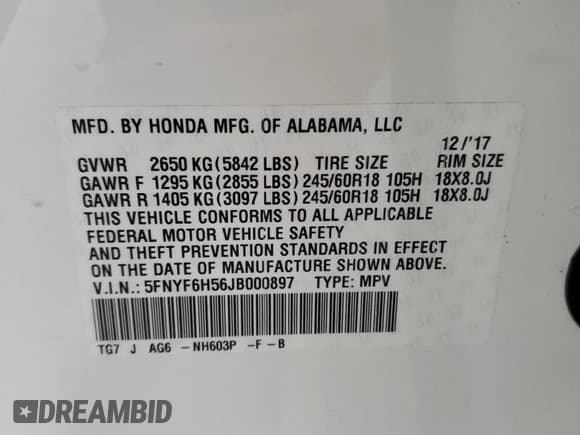 MFD. BY HONDA MFG. OF ALABAMA, LLC
12/'17
GVWR 2650 KG (5842 LBS) TIRE SIZE RIM SIZE
GAWR F 1295 KG (2855 LBS) 245/60R18 105H 18X8.0J
GAWR R 1405 KG (3097 LBS) 245/60R18 105H 18X8.0J
THIS VEHICLE CONFORMS TO ALL APPLICABLE
FEDERAL MOTOR VEHICLE SAFETY
AND THEFT PREVENTION STANDARDS IN EFFECT
ON THE DATE OF MANUFACTURE SHOWN ABOVE.
V.I.N.: 5FNYF6H56JB000897 TYPE: MPV
TG7 J AG6 -NH603P -F -B
DREAMBID